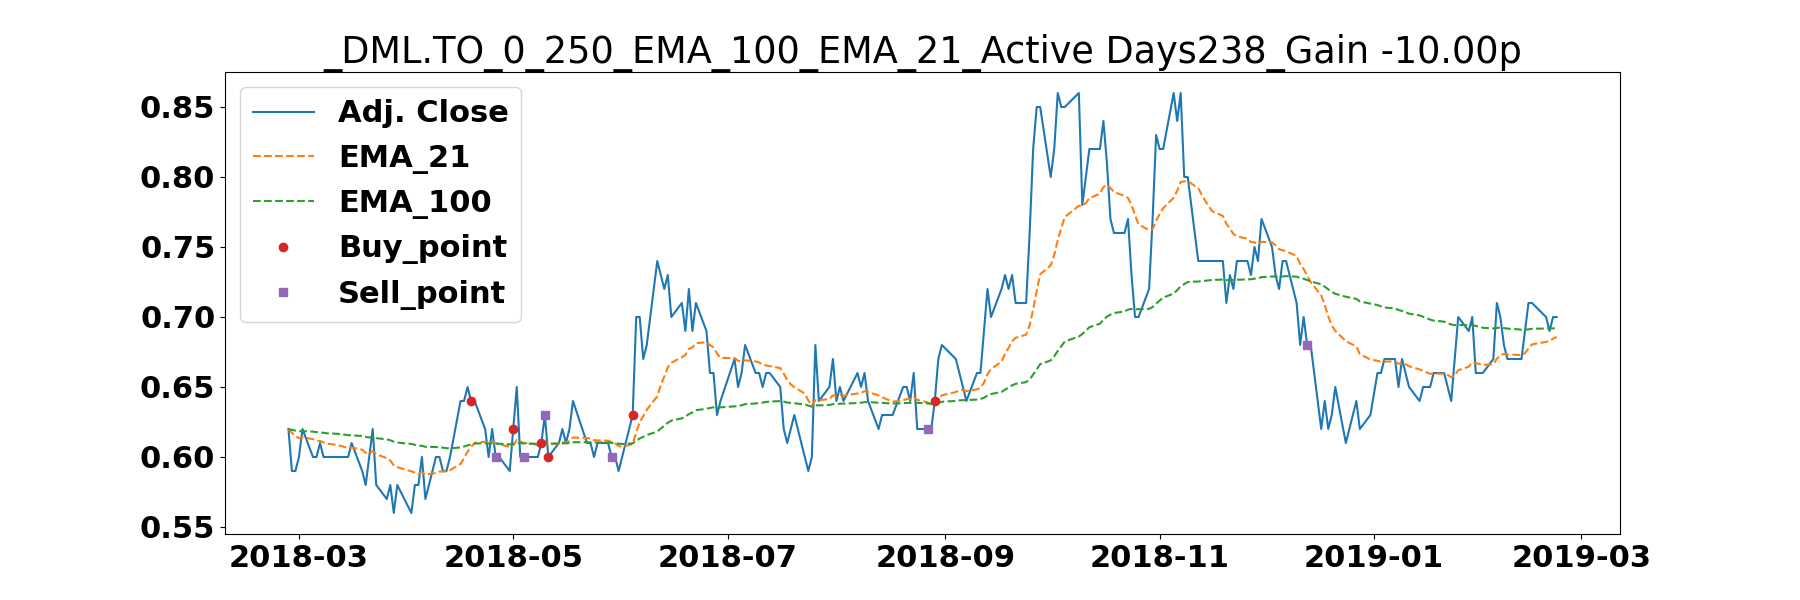 _DML.TO_0_250_EMA_100_EMA_21_Active Days238_Gain -10.00p
Adj. Close
EMA_21
EMA_100
Buy_point
Sell_point
0.85
0.80
0.75
0.70
0.65
0.60
0.55
2018-03 2018-05 2018-07 2018-09 2018-11 2019-01 2019-03